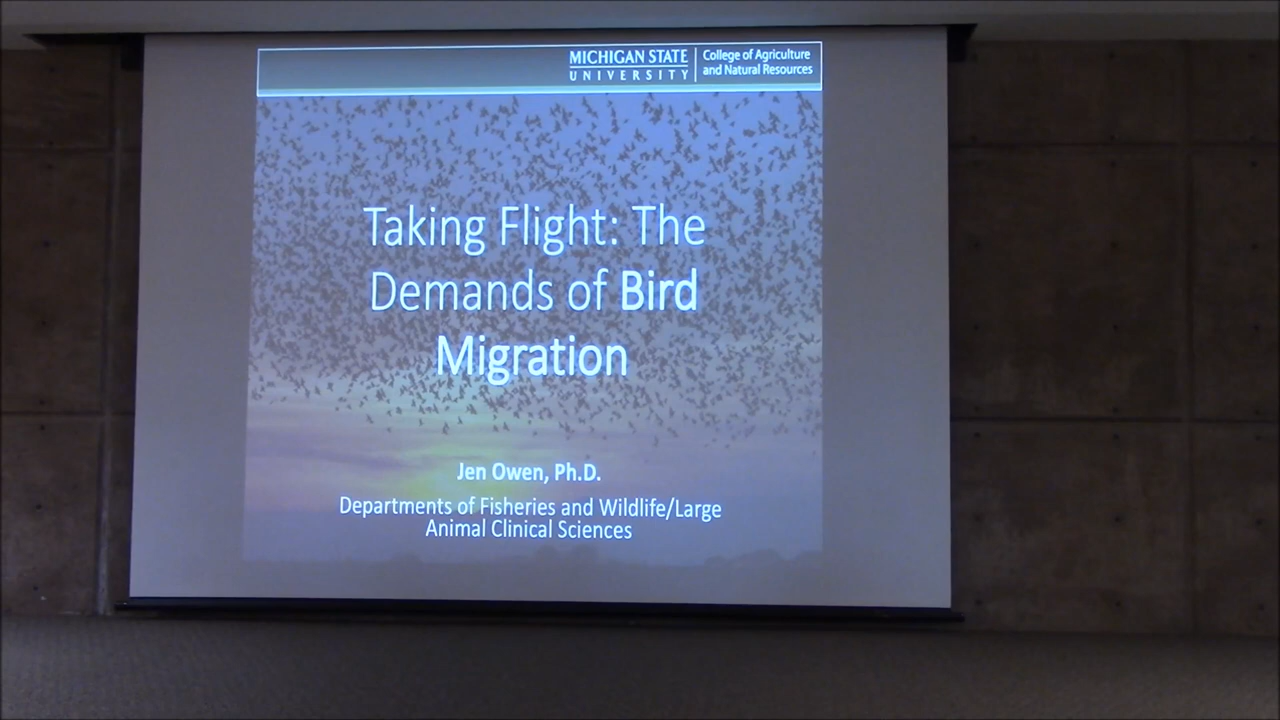 MICHIGAN STATE
UNIVERSITY
College of Agriculture
and Natural Resources
Taking Flight: The
Demands of Bird
Migration
Jen Owen, Ph.D.
Departments of Fisheries and Wildlife/Large
Animal Clinical Sciences